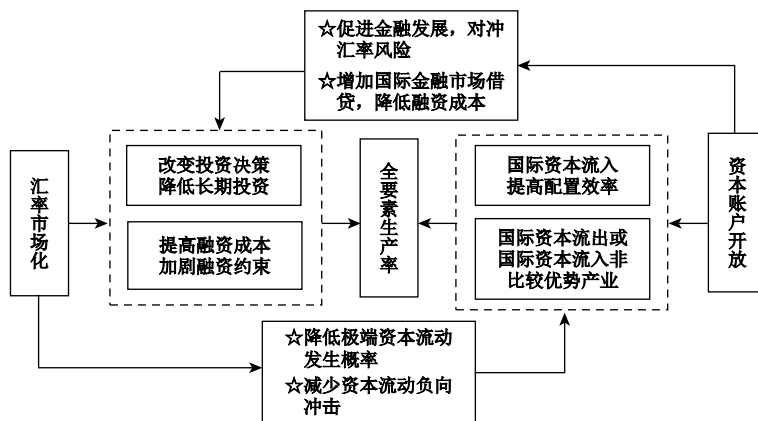 ☆促进金融发展，对冲
汇率风险
☆增加国际金融市场借
贷，降低融资成本
汇率市场化
改变投资决策
降低长期投资
提高融资成本
加剧融资约束
全要素生产率
国际资本流入
提高配置效率
国际资本流出或
国际资本流入非
比较优势产业
资本账户开放
☆降低极端资本流动
发生概率
☆减少资本流动负向
冲击